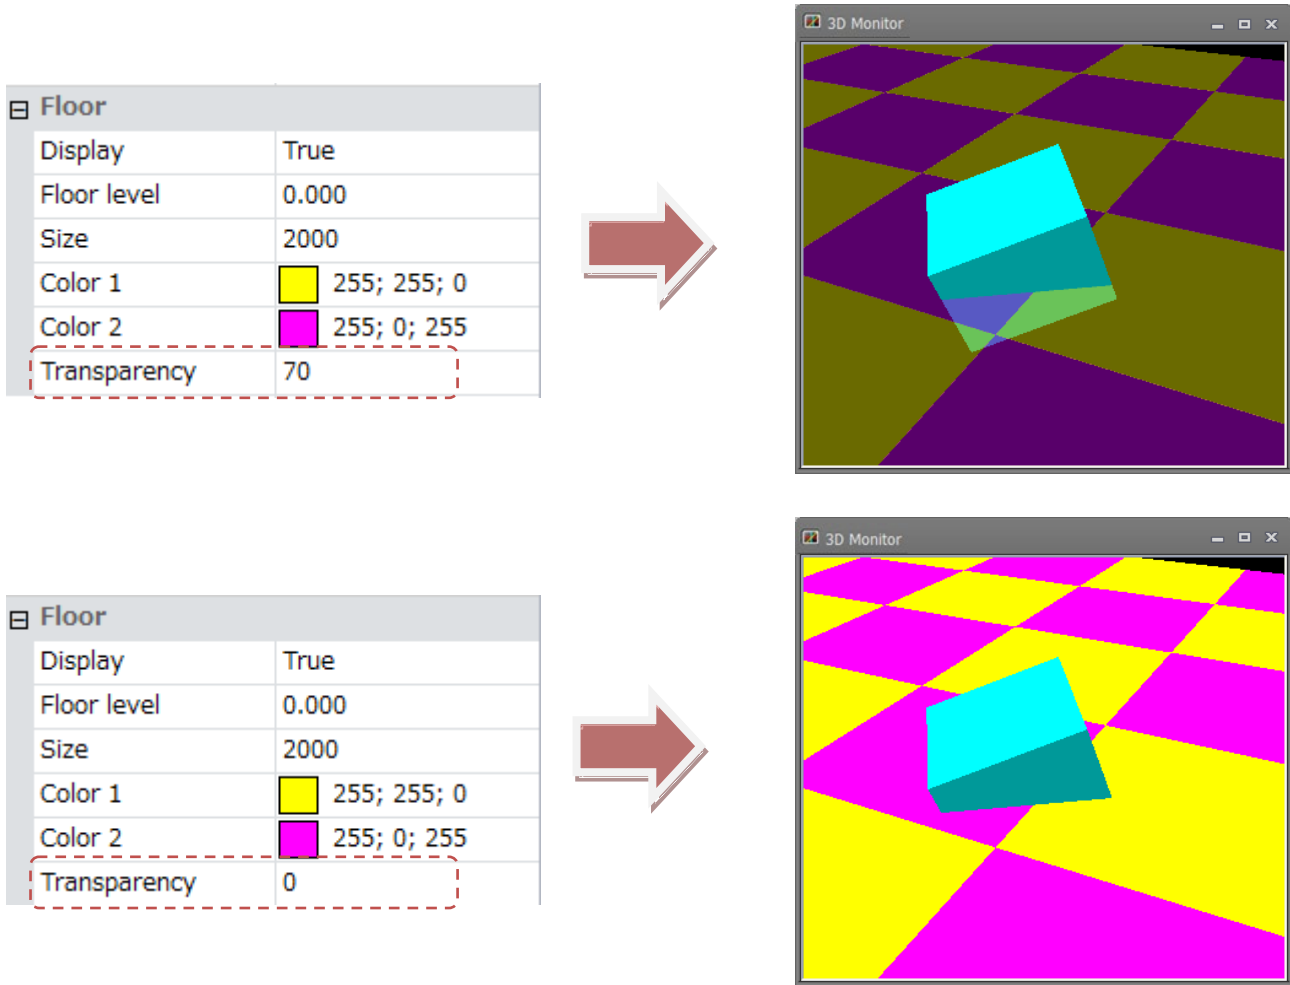 3D Monitor
Floor
Display True
Floor level 0.000
Size 2000
Color 1 255; 255; 0
Color 2 255; 0; 255
Transparency 70
3D Monitor
Floor
Display True
Floor level 0.000
Size 2000
Color 1 255; 255; 0
Color 2 255; 0; 255
Transparency 0